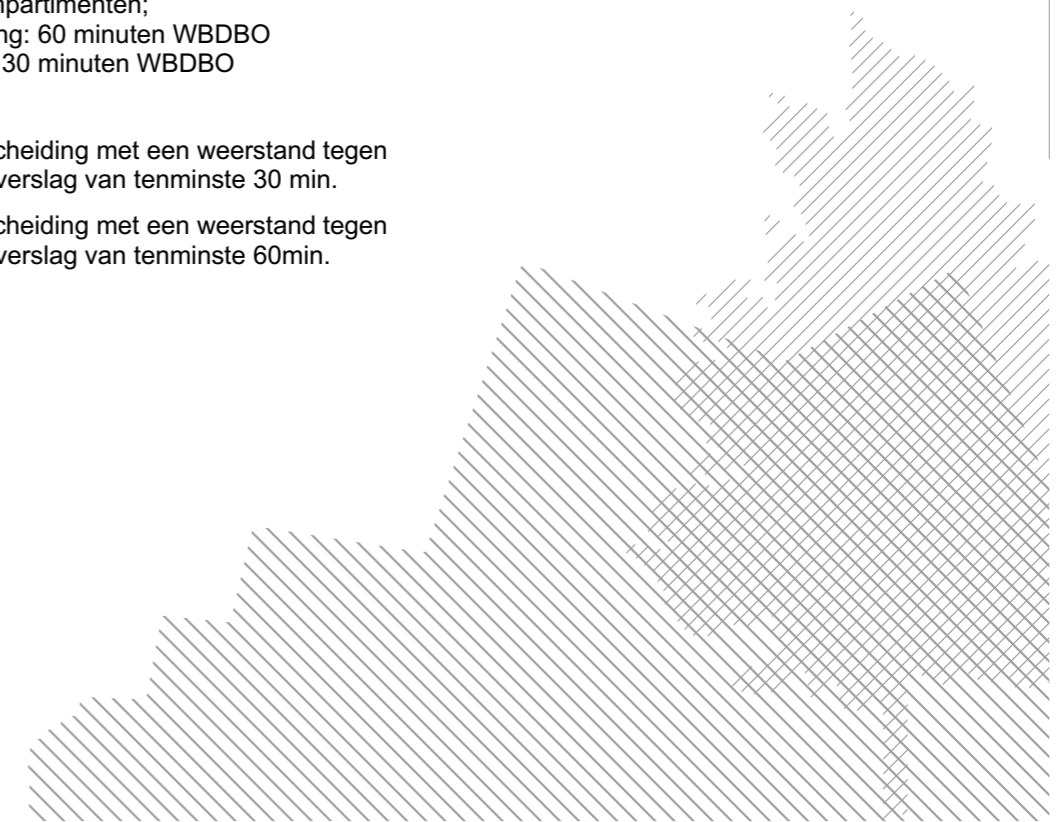 mpartimenten;
ng: 60 minuten WBDBO
30 minuten WBDBO
cheiding met een weerstand tegen
verslag van tenminste 30 min.
cheiding met een weerstand tegen
verslag van tenminste 60min.